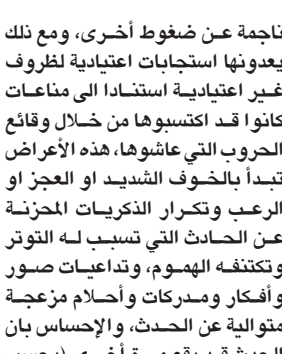 ناجمة عن ضغوط أخرى، ومع ذلك
يعدونها استجابات اعتيادية لظروف
غير اعتيادية استنادا الى مناعات
كانوا قد اكتسبوها من خلال وقائع
الحروب التي عاشوها، هذه الأعراض
تبدأ بالخوف الشديد او العجز او
الرعب وتكرار الذكريات المحزنة
عن الحادث التي تسبب له التوتر
وتكتنفه الهموم، وتداعيات صور
وأفكار ومدركات وأحلام مزعجة
متوالية عن الحدث، والإحساس بان